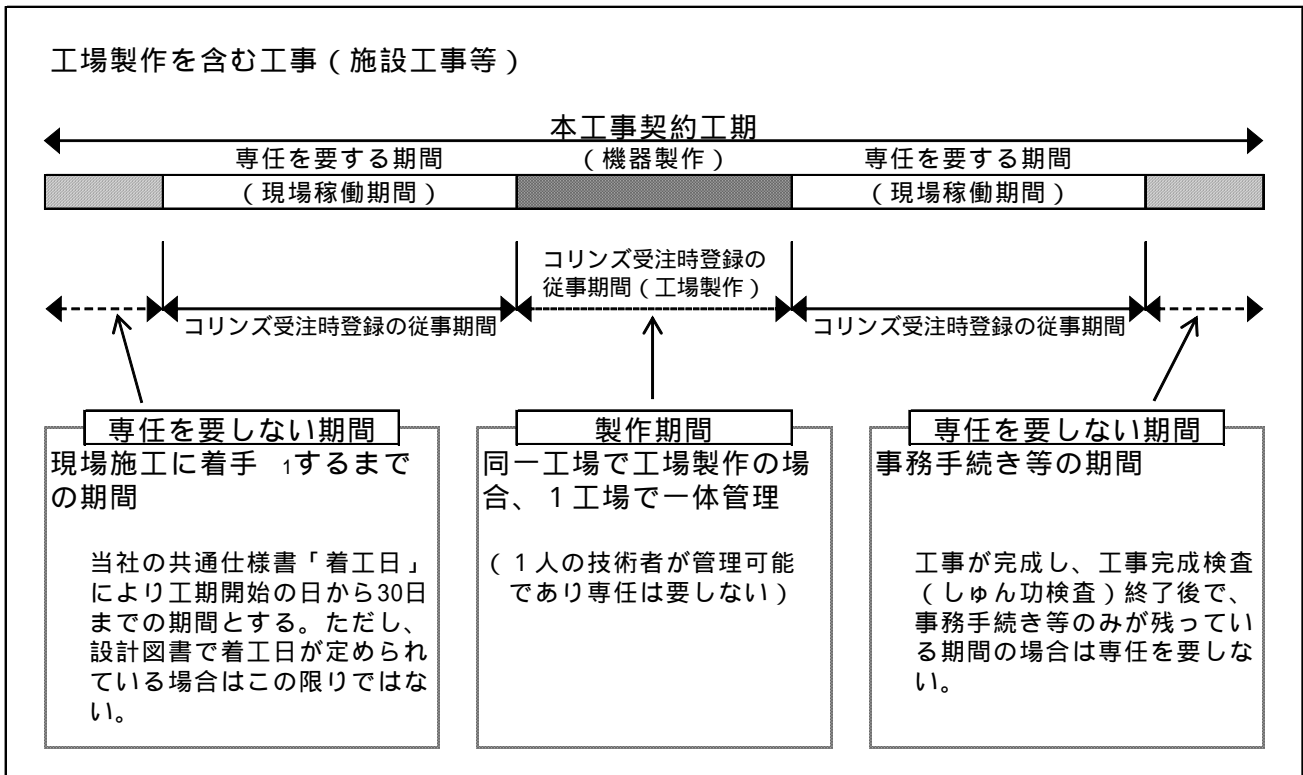 工場製作を含む工事（施設工事等）
本工事契約工期
専任を要する期間
（機器製作）
専任を要する期間
（現場稼働期間）
（現場稼働期間）
コリンズ受注時登録の
従事期間（工場製作）
コリンズ受注時登録の従事期間
コリンズ受注時登録の従事期間
専任を要しない期間
現場施工に着手 1するまで
の期間
当社の共通仕様書「着工日」
により工期開始の日から30日
までの期間とする。ただし、
設計図書で着工日が定められ
ている場合はこの限りではな
い。
製作期間
同一工場で工場製作の場
合、１工場で一体管理
（１人の技術者が管理可能
であり専任は要しない）
専任を要しない期間
事務手続き等の期間
工事が完成し、工事完成検査
（しゅん功検査）終了後で、
事務手続き等のみが残ってい
る期間の場合は専任を要しな
い。